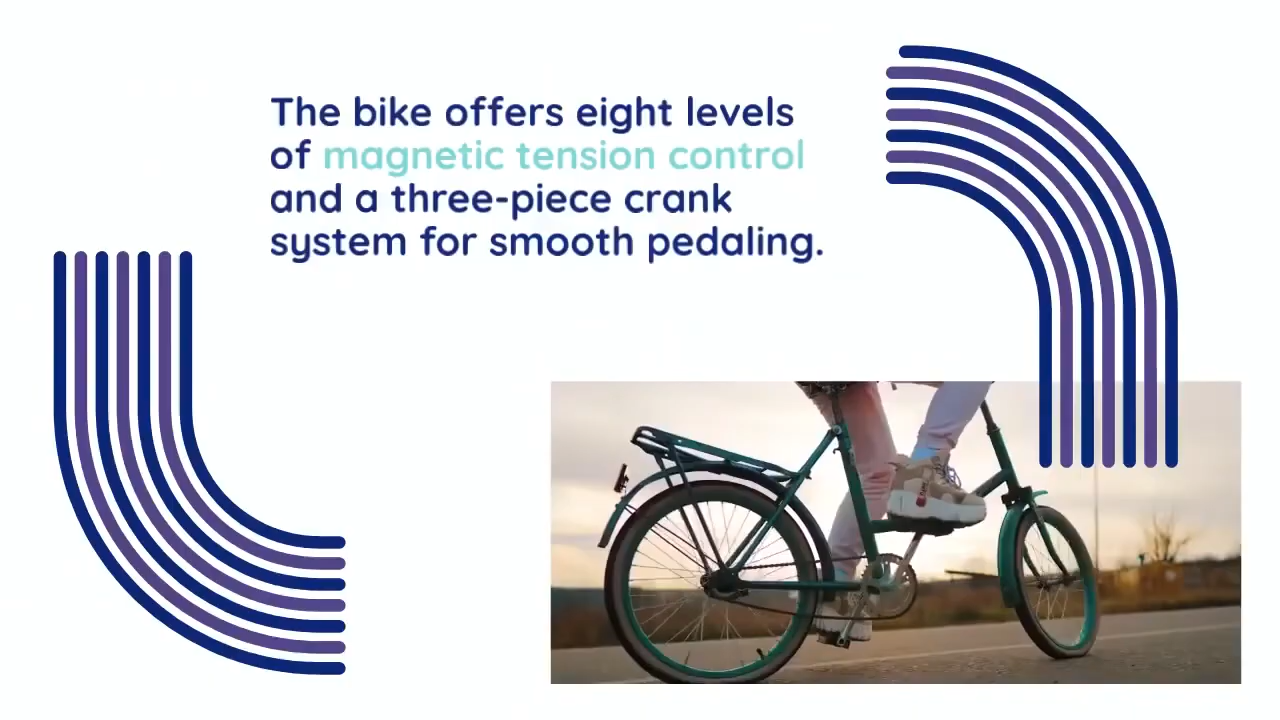 The bike offers eight levels
of magnetic tension control
and a three-piece crank
system for smooth pedaling.